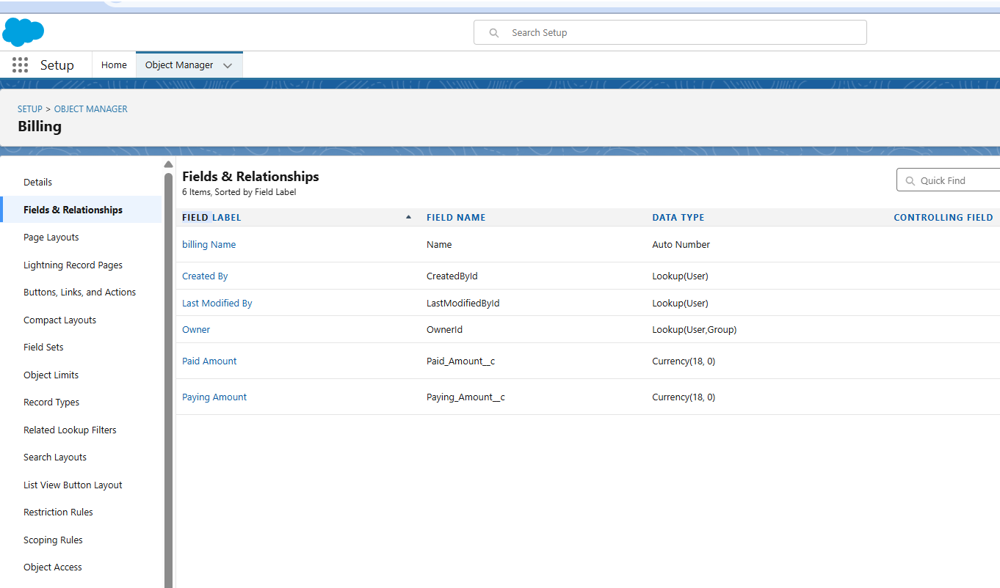 Search Setup
Setup Home Object Manager
SETUP > OBJECT MANAGER
Billing
Details
Fields & Relationships
Page Layouts
Lightning Record Pages
Buttons, Links, and Actions
Compact Layouts
Field Sets
Object Limits
Record Types
Related Lookup Filters
Search Layouts
List View Button Layout
Restriction Rules
Scoping Rules
Object Access
Fields & Relationships
6 Items, Sorted by Field Label
Quick Find
FIELD LABEL FIELD NAME DATA TYPE CONTROLLING FIELD
billing Name Name Auto Number
Created By CreatedById Lookup(User)
Last Modified By LastModifiedById Lookup(User)
Owner OwnerId Lookup(User,Group)
Paid Amount Paid_Amount__c Currency(18, 0)
Paying Amount Paying_Amount__c Currency(18, 0)